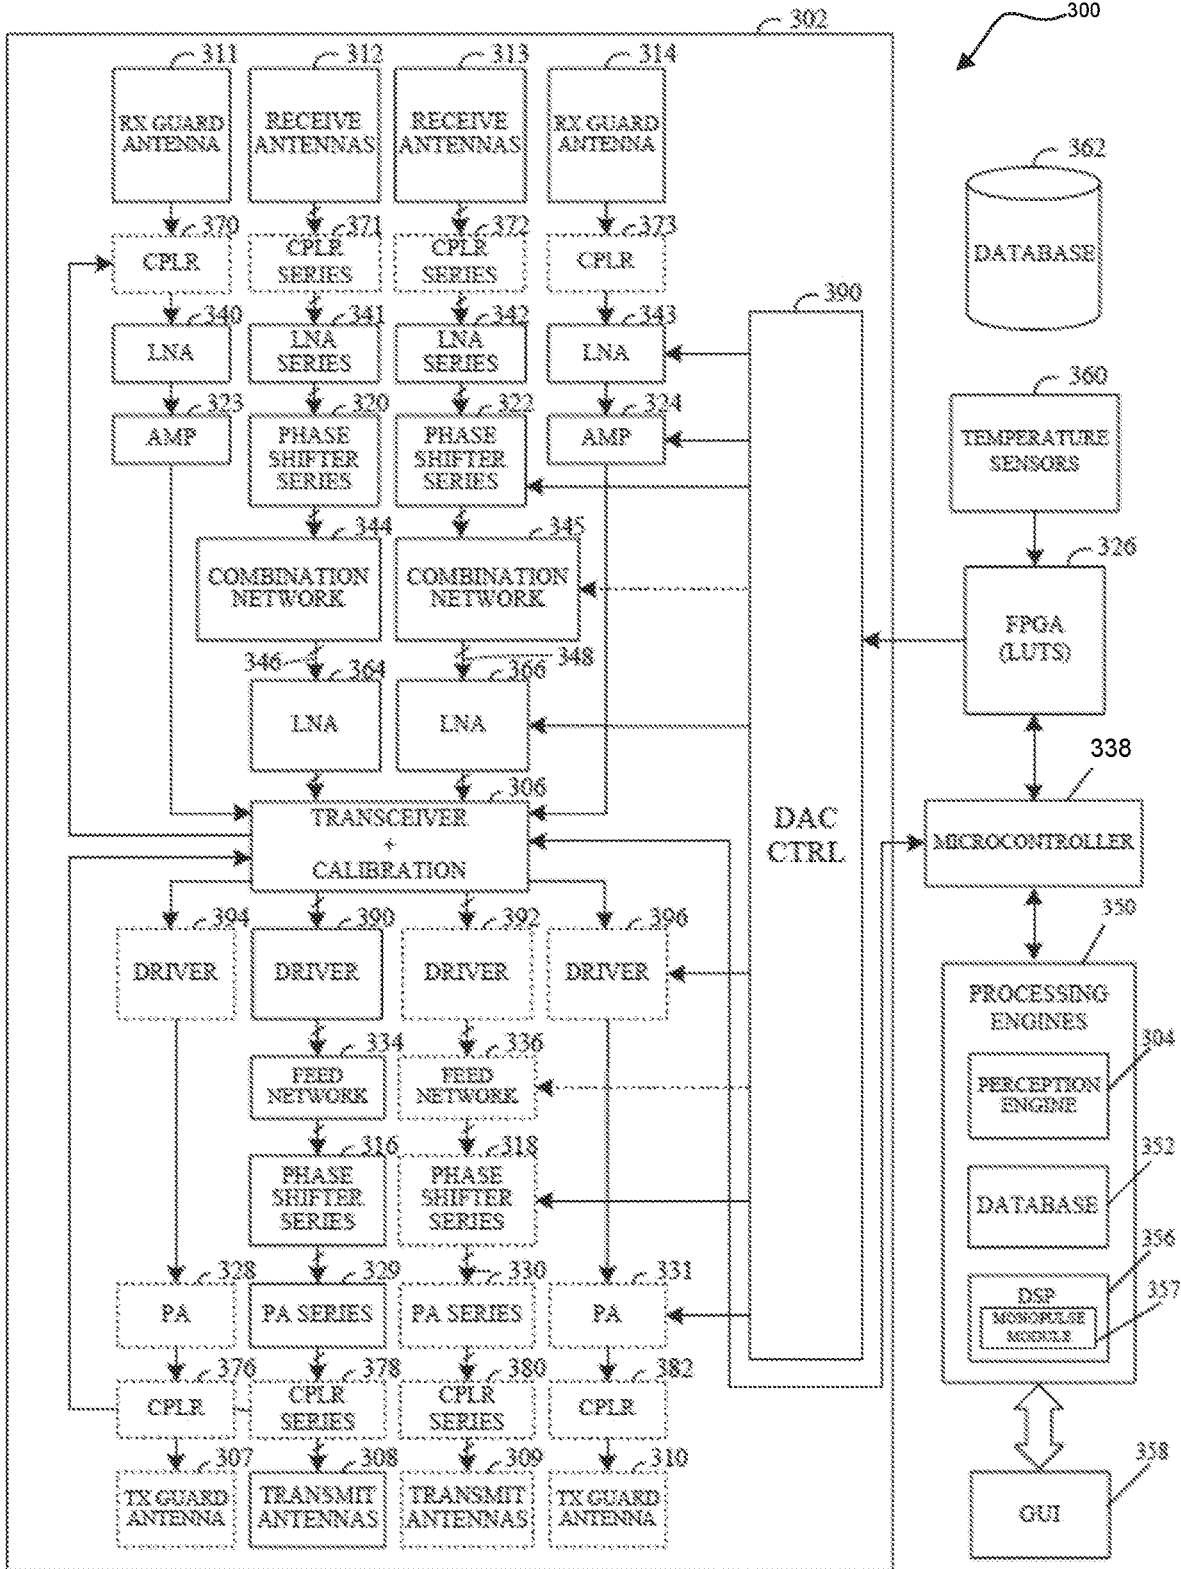 300
302
311 312 313 314
RX GUARD ANTENNA
RECEIVE ANTENNAS
RECEIVE ANTENNAS
RX GUARD ANTENNA
362
DATABASE
370 371 372 373
CPLR
CPLR SERIES
CPLR SERIES
CPLR
390
340 341 342 343
LNA
LNA SERIES
LNA SERIES
LNA
360
TEMPERATURE SENSORS
323 320 322 324
AMP
PHASE SHIFTER SERIES
PHASE SHIFTER SERIES
AMP
344 345
COMBINATION NETWORK
COMBINATION NETWORK
326
FPGA (LUTS)
346 364 366 348
LNA
LNA
338
MICROCONTROLLER
306
TRANSCEIVER + CALIBRATION
DAC CTRL
394 390 392 396
DRIVER
DRIVER
DRIVER
DRIVER
350
PROCESSING ENGINES
304
PERCEPTION ENGINE
334 336
FEED NETWORK
FEED NETWORK
316 318
PHASE SHIFTER SERIES
PHASE SHIFTER SERIES
352
DATABASE
328 329 330 331
PA
PA SERIES
PA SERIES
PA
356
DSP
357
MONOPULSE MODULE
376 378 380 382
CPLR
CPLR SERIES
CPLR SERIES
CPLR
307 308 309 310
TX GUARD ANTENNA
TRANSMIT ANTENNAS
TRANSMIT ANTENNAS
TX GUARD ANTENNA
358
GUI